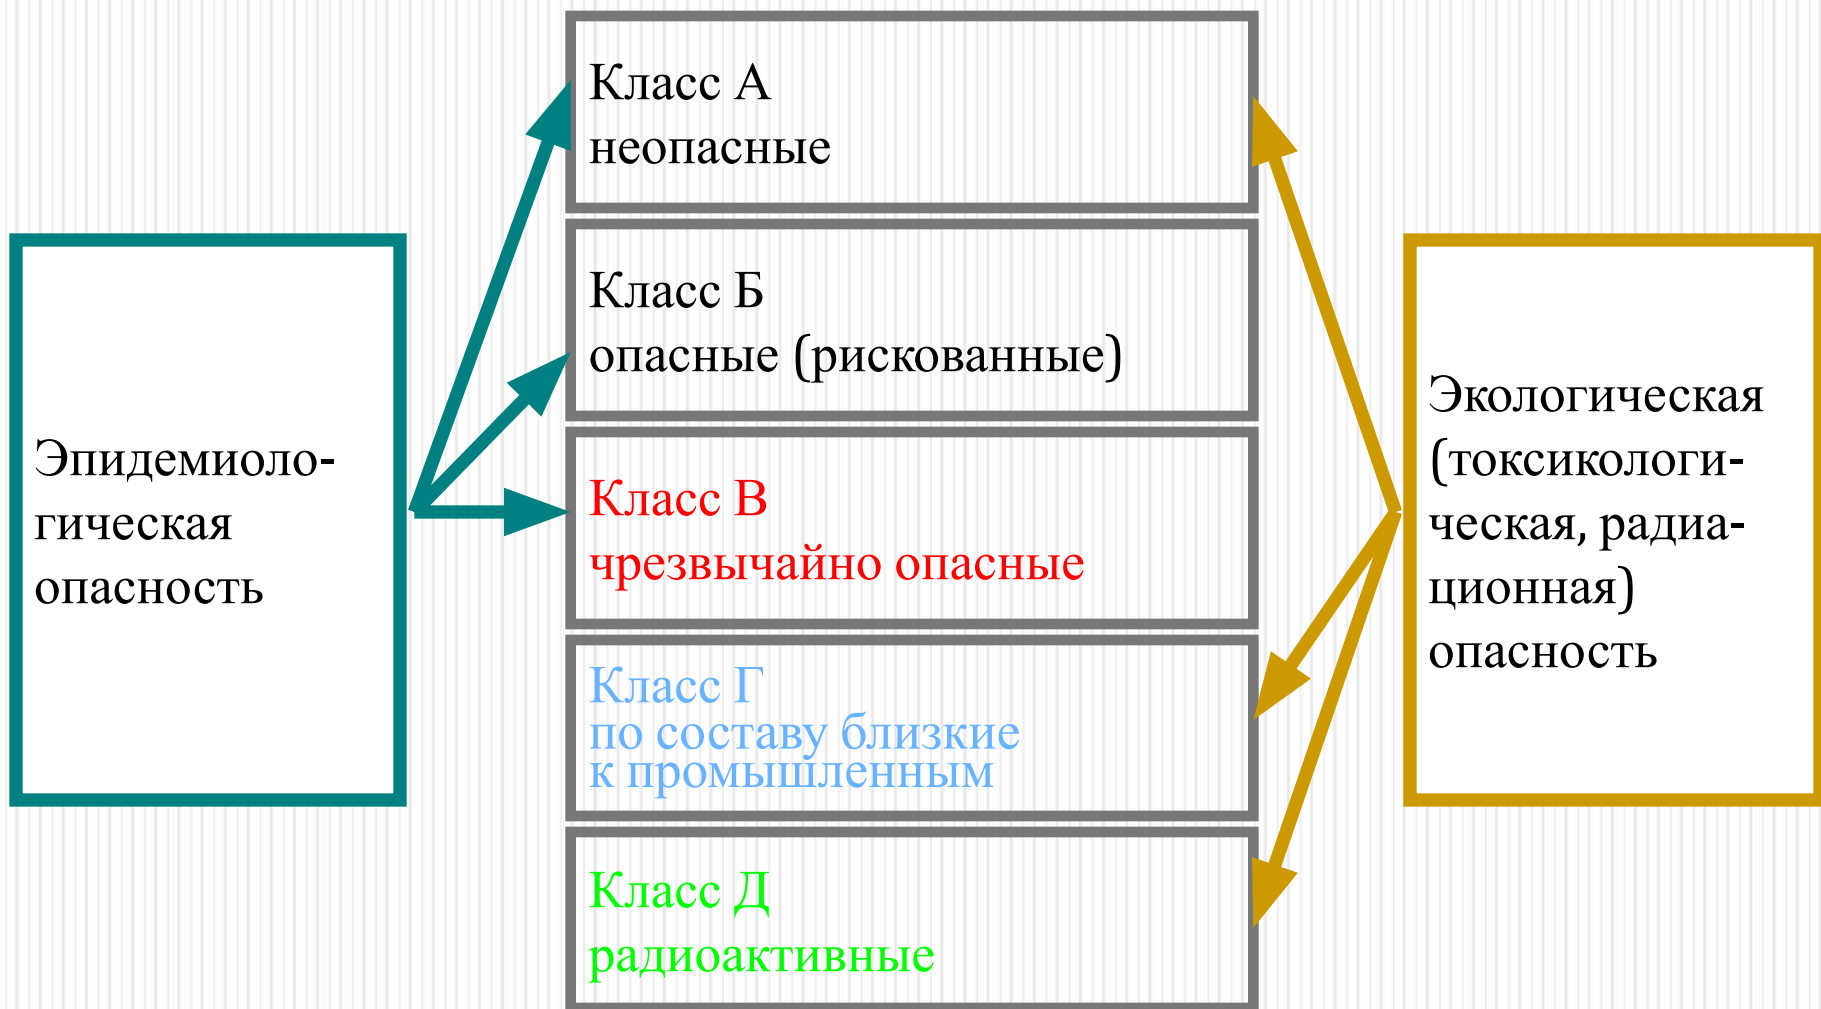 Класс А
неопасные
Класс Б
опасные (рискованные)
Класс В
чрезвычайно опасные
Класс Г
по составу близкие
к промышленным
Класс Д
радиоактивные
Эпидемиоло-
гическая
опасность
Экологическая
(токсикологи-
ческая, радиа-
ционная)
опасность